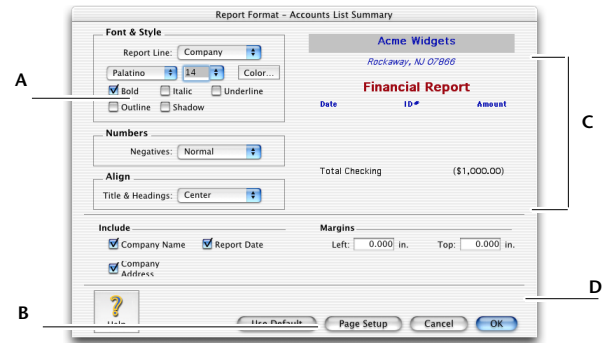 Report Format – Accounts List Summary
Font & Style
Report Line: Company
Palatino 14 Color...
Bold Italic Underline
Outline Shadow
Numbers
Negatives: Normal
Align
Title & Headings: Center
Acme Widgets
Rockaway, NJ 07866
Financial Report
Date ID# Amount
Total Checking ($1,000.00)
Include
Company Name Report Date
Company
Address
Margins
Left: 0.000 in. Top: 0.000 in.
Help
Use Default Page Setup Cancel OK
A
B
C
D